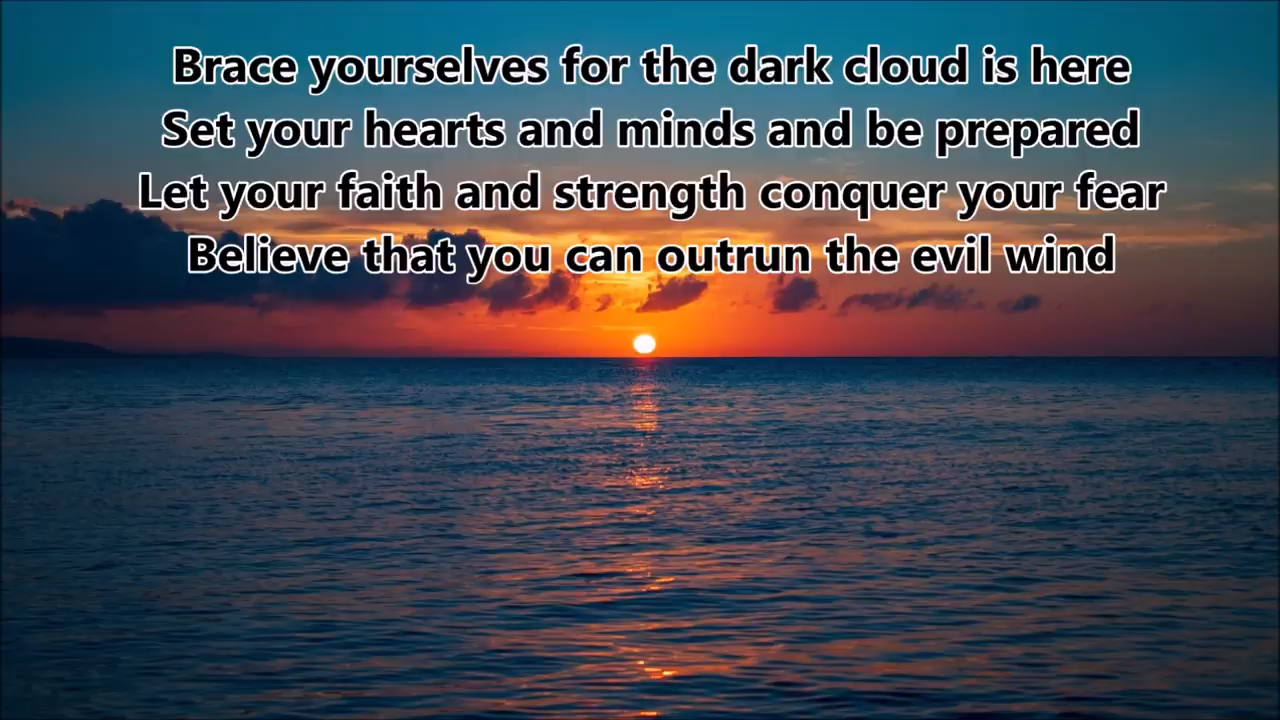 Brace yourselves for the dark cloud is here
Set your hearts and minds and be prepared
Let your faith and strength conquer your fear
Believe that you can outrun the evil wind